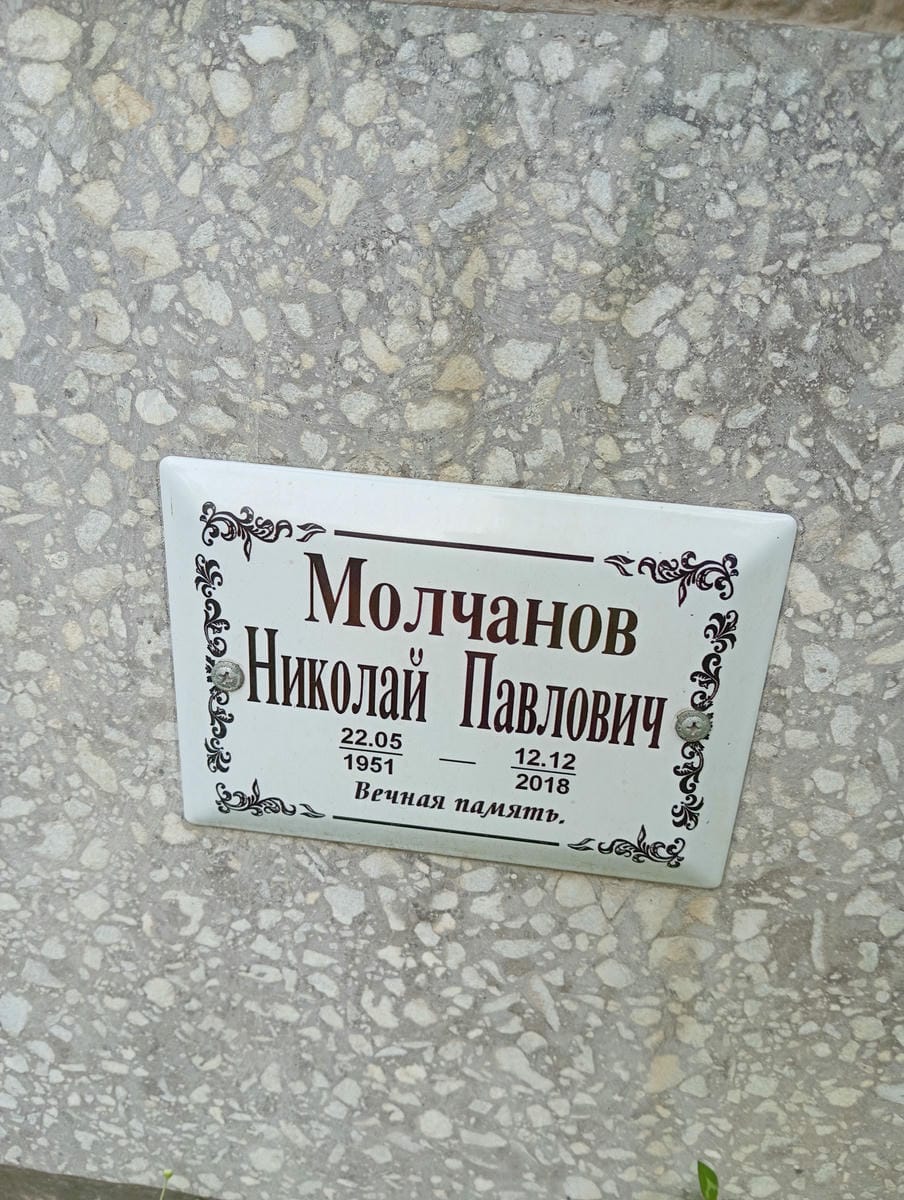 Молчанов
Николай Павлович
22.05 — 12.12
1951 2018
Вечная память.